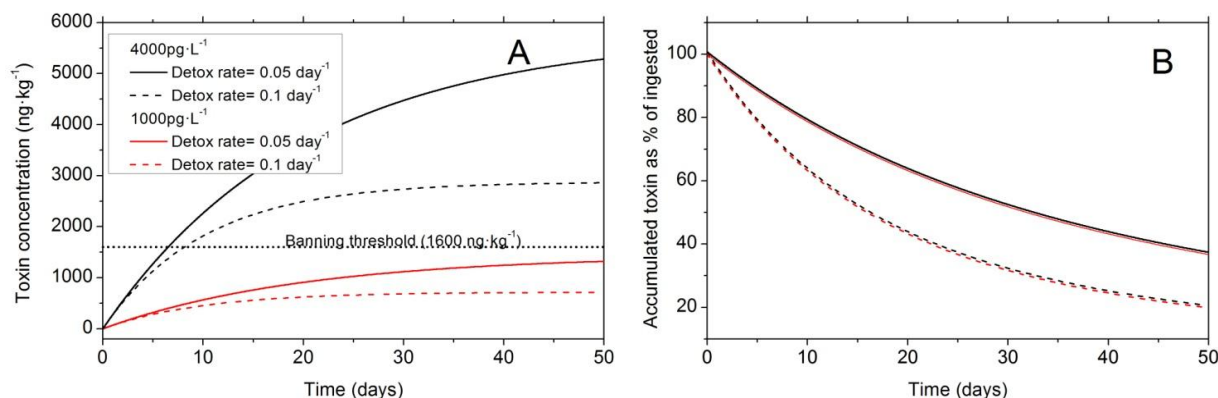 A
Toxin concentration (ng·kg⁻¹)
6000
5000
4000
3000
2000
1000
0
4000pg·L⁻¹
Detox rate= 0.05 day⁻¹
Detox rate= 0.1 day⁻¹
1000pg·L⁻¹
Detox rate= 0.05 day⁻¹
Detox rate= 0.1 day⁻¹
Banning threshold (1600 ng·kg⁻¹)
0 10 20 30 40 50
Time (days)
B
Accumulated toxin as % of ingested
100
80
60
40
20
0 10 20 30 40 50
Time (days)